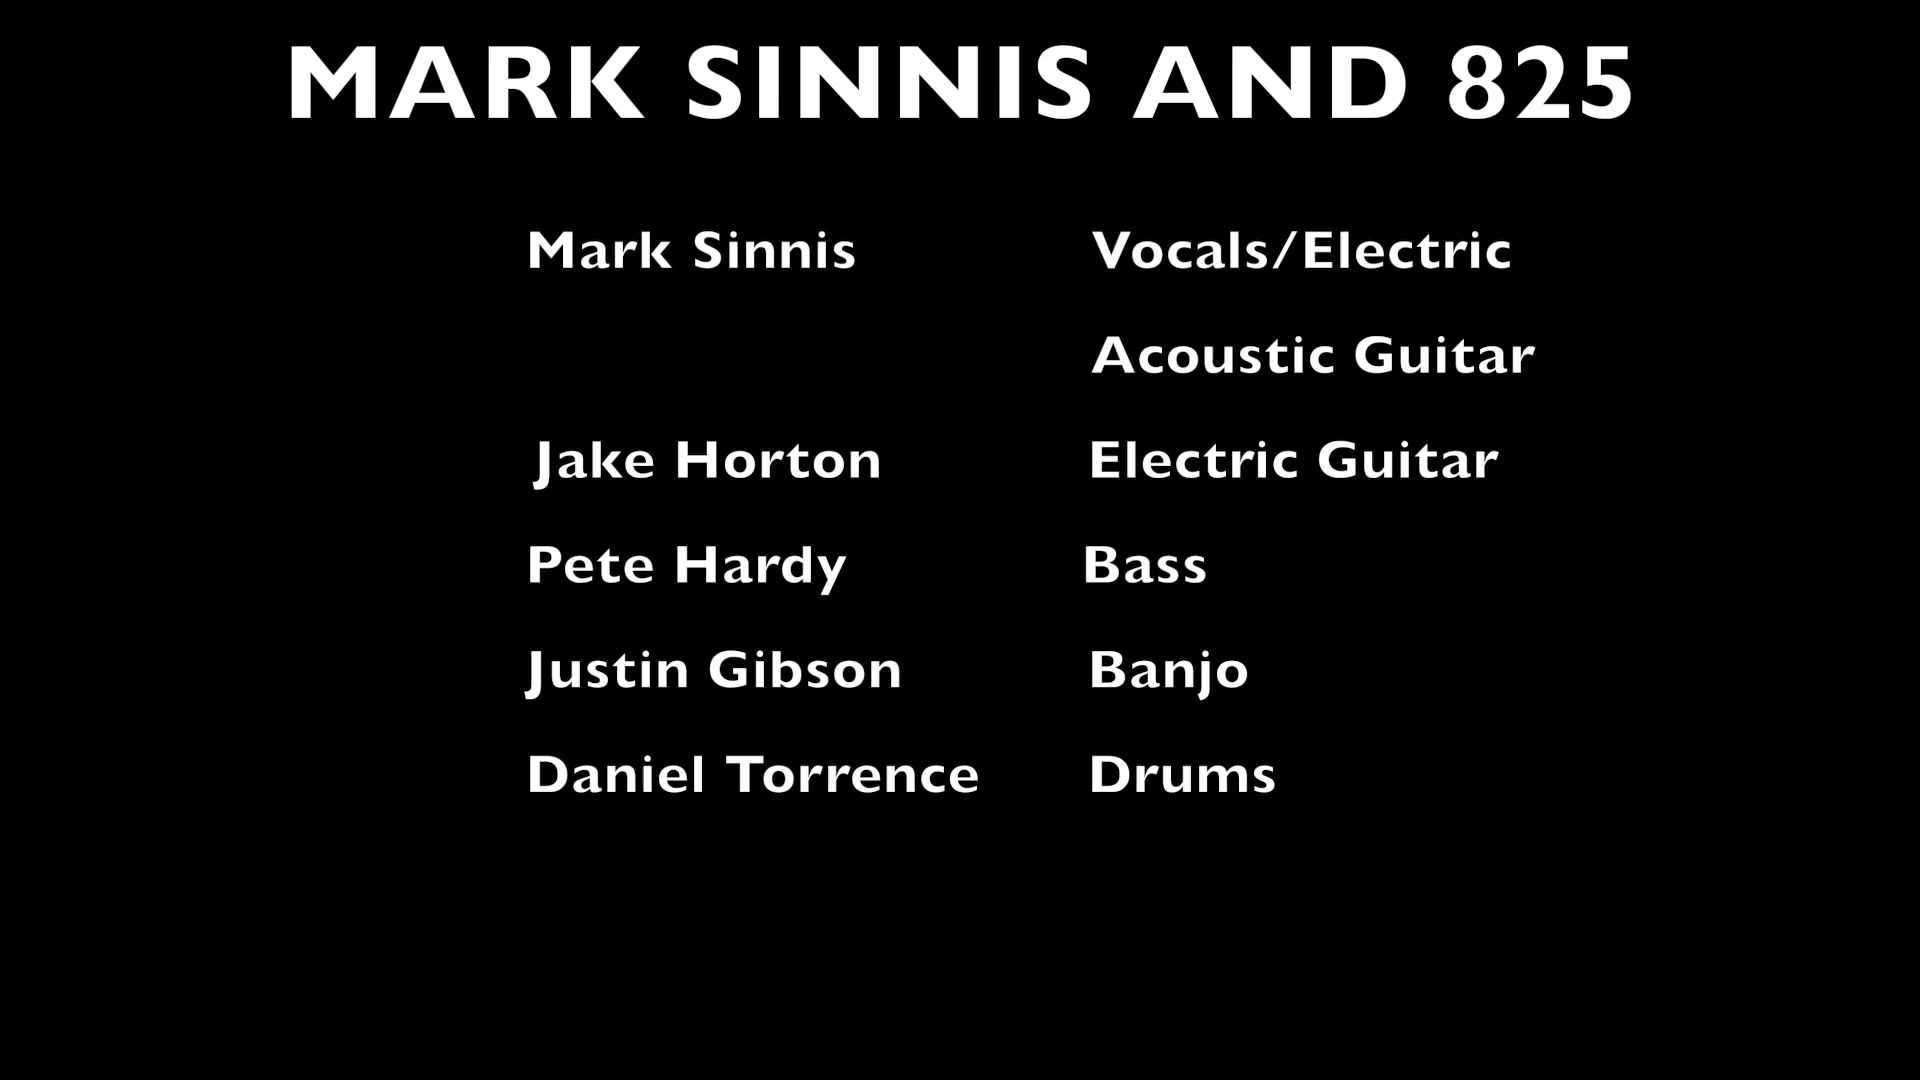 MARK SINNIS AND 825
Mark Sinnis Vocals/Electric
Acoustic Guitar
Jake Horton Electric Guitar
Pete Hardy Bass
Justin Gibson Banjo
Daniel Torrence Drums